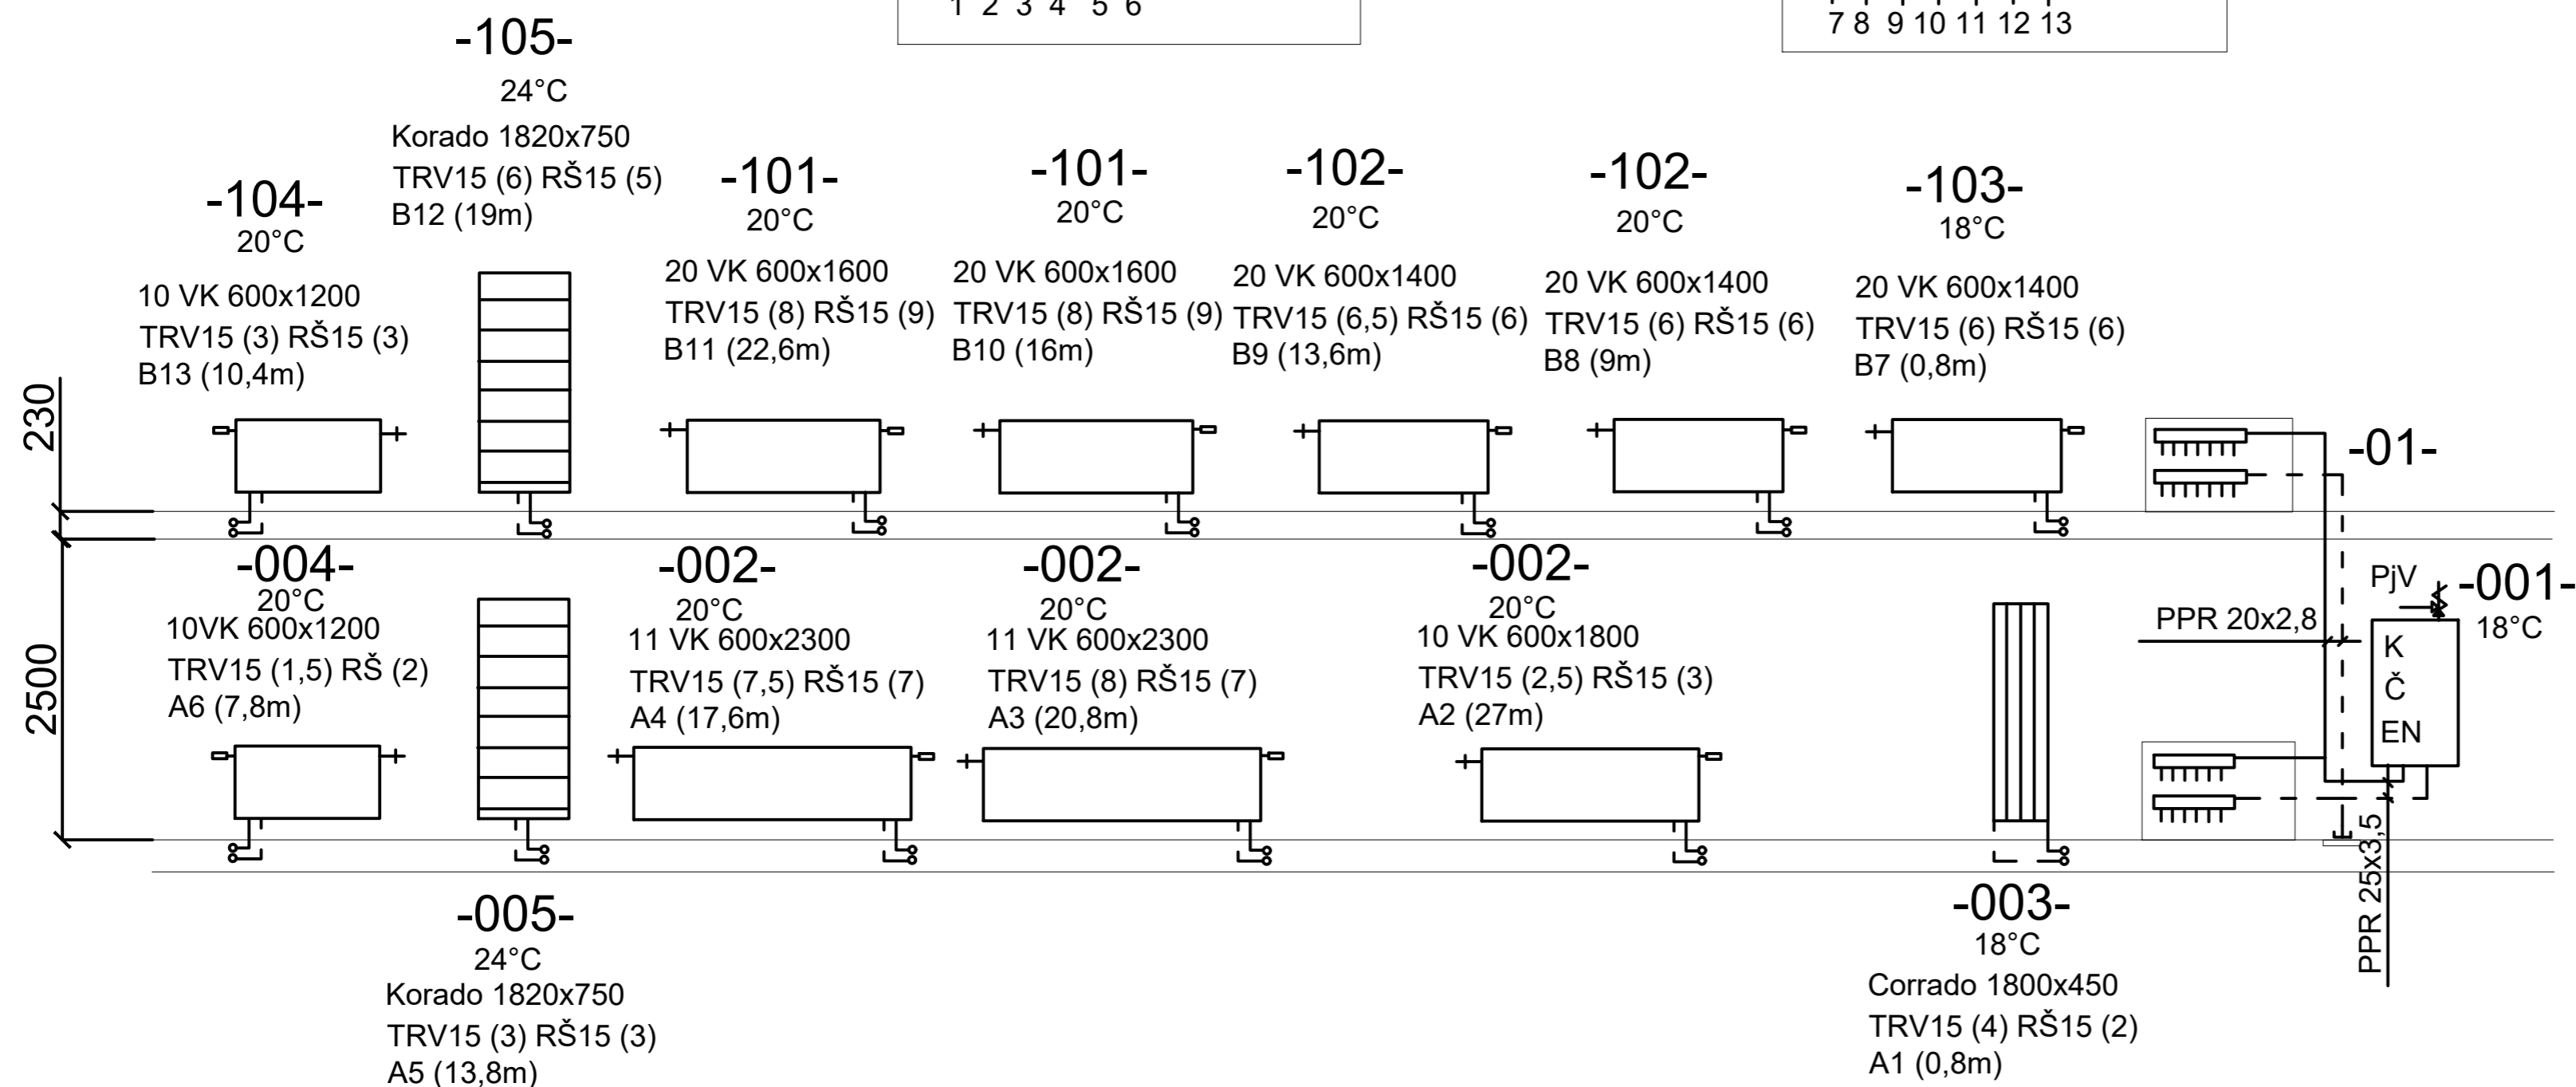 1 2 3 4 5 6
7 8 9 10 11 12 13
-105-
24°C
Korado 1820x750
TRV15 (6) RŠ15 (5)
B12 (19m)
-104-
20°C
10 VK 600x1200
TRV15 (3) RŠ15 (3)
B13 (10,4m)
-101-
20°C
20 VK 600x1600
TRV15 (8) RŠ15 (9)
B11 (22,6m)
-101-
20°C
20 VK 600x1600
TRV15 (8) RŠ15 (9)
B10 (16m)
-102-
20°C
20 VK 600x1400
TRV15 (6,5) RŠ15 (6)
B9 (13,6m)
-102-
20°C
20 VK 600x1400
TRV15 (6) RŠ15 (6)
B8 (9m)
-103-
18°C
20 VK 600x1400
TRV15 (6) RŠ15 (6)
B7 (0,8m)
-01-
230
2500
-004-
20°C
10VK 600x1200
TRV15 (1,5) RŠ (2)
A6 (7,8m)
-002-
20°C
11 VK 600x2300
TRV15 (7,5) RŠ15 (7)
A4 (17,6m)
-002-
20°C
11 VK 600x2300
TRV15 (8) RŠ15 (7)
A3 (20,8m)
-002-
20°C
10 VK 600x1800
TRV15 (2,5) RŠ15 (3)
A2 (27m)
PPR 20x2,8
PjV
-001-
18°C
K
Č
EN
PPR 25x3,5
-005-
24°C
Korado 1820x750
TRV15 (3) RŠ15 (3)
A5 (13,8m)
-003-
18°C
Corrado 1800x450
TRV15 (4) RŠ15 (2)
A1 (0,8m)